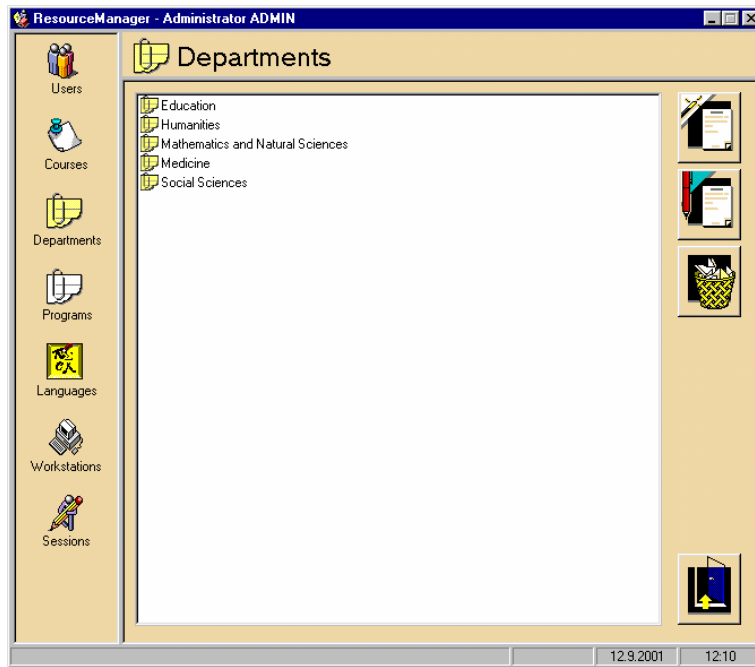 ResourceManager - Administrator ADMIN
Departments
Users
Courses
Departments
Programs
Languages
Workstations
Sessions
Education
Humanities
Mathematics and Natural Sciences
Medicine
Social Sciences
12.9.2001 12:10